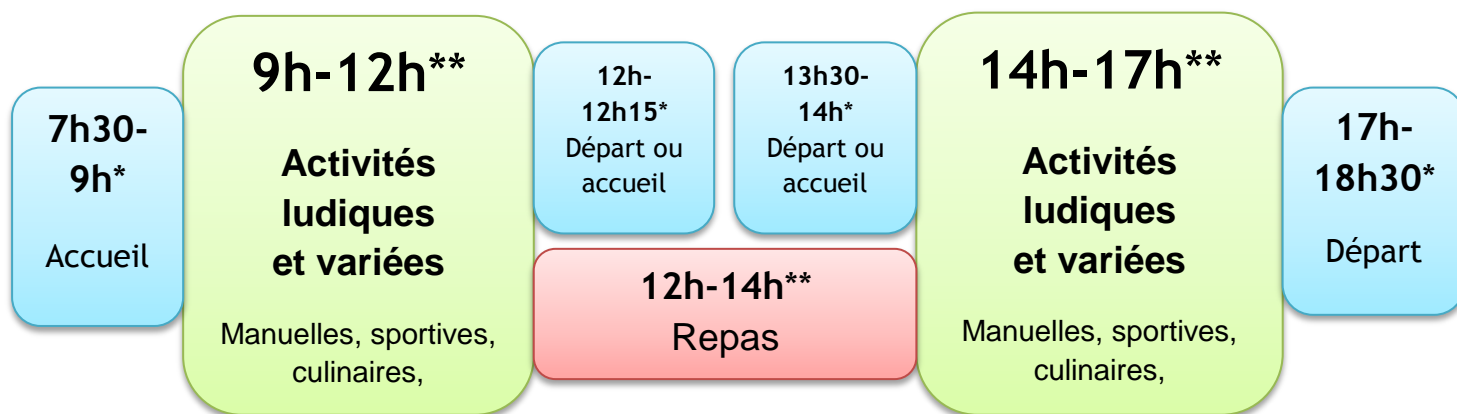 7h30-
9h*
Accueil
9h-12h**
Activités
ludiques
et variées
Manuelles, sportives,
culinaires,
12h-
12h15*
Départ ou
accueil
13h30-
14h*
Départ ou
accueil
12h-14h**
Repas
14h-17h**
Activités
ludiques
et variées
Manuelles, sportives,
culinaires,
17h-
18h30*
Départ